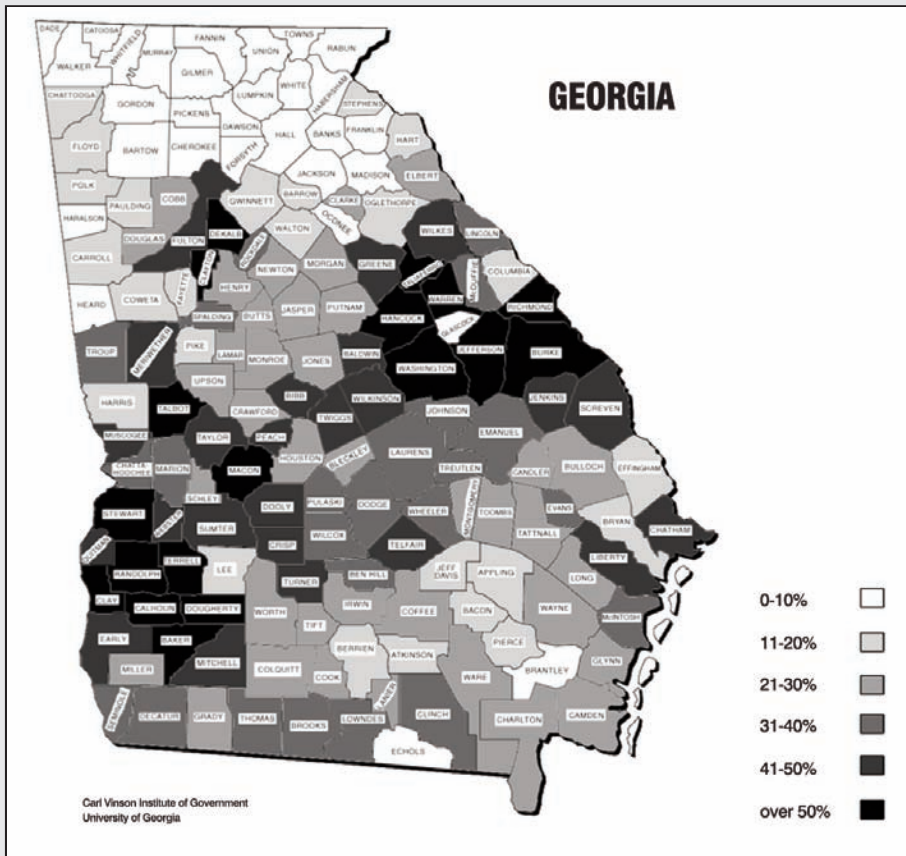 GEORGIA
DADE
CATOOSA
WHITFIELD
MURRAY
FANNIN
UNION
TOWNS
RABUN
WALKER
GILMER
LUMPKIN
WHITE
HABERSHAM
STEPHENS
CHATTOOGA
GORDON
PICKENS
DAWSON
HALL
BANKS
FRANKLIN
HART
FLOYD
BARTOW
CHEROKEE
FORSYTH
JACKSON
MADISON
ELBERT
POLK
PAULDING
COBB
GWINNETT
BARROW
CLARKE
OGLETHORPE
HARALSON
DOUGLAS
FULTON
DEKALB
WALTON
OCONEE
WILKES
LINCOLN
CARROLL
CLAYTON
ROCKDALE
NEWTON
MORGAN
GREENE
TALIAFERRO
McDUFFIE
COLUMBIA
HEARD
COWETA
FAYETTE
HENRY
WARREN
RICHMOND
SPALDING
BUTTS
JASPER
PUTNAM
HANCOCK
GLASCOCK
TROUP
MERIWETHER
PIKE
LAMAR
MONROE
JONES
BALDWIN
WASHINGTON
JEFFERSON
BURKE
UPSON
HARRIS
TALBOT
CRAWFORD
BIBB
TWIGGS
WILKINSON
JOHNSON
JENKINS
SCREVEN
MUSCOGEE
TAYLOR
PEACH
EMANUEL
CHATTA-
HOOCHEE
MARION
MACON
HOUSTON
BLECKLEY
LAURENS
TREUTLEN
CANDLER
BULLOCH
EFFINGHAM
SCHLEY
STEWART
WEBSTER
SUMTER
DOOLY
PULASKI
DODGE
WHEELER
MONTGOMERY
TOOMBS
EVANS
BRYAN
CHATHAM
QUITMAN
CRISP
WILCOX
TELFAIR
TATTNALL
LIBERTY
RANDOLPH
TERRELL
LEE
TURNER
BEN HILL
JEFF
DAVIS
APPLING
LONG
CLAY
CALHOUN
DOUGHERTY
WORTH
IRWIN
COFFEE
BACON
WAYNE
McINTOSH
TIFT
EARLY
BAKER
MITCHELL
BERRIEN
ATKINSON
PIERCE
BRANTLEY
GLYNN
MILLER
COLQUITT
COOK
WARE
SEMINOLE
DECATUR
GRADY
THOMAS
BROOKS
LOWNDES
LANIER
CLINCH
CHARLTON
CAMDEN
ECHOLS
0-10%
11-20%
21-30%
31-40%
41-50%
over 50%
Carl Vinson Institute of Government
University of Georgia